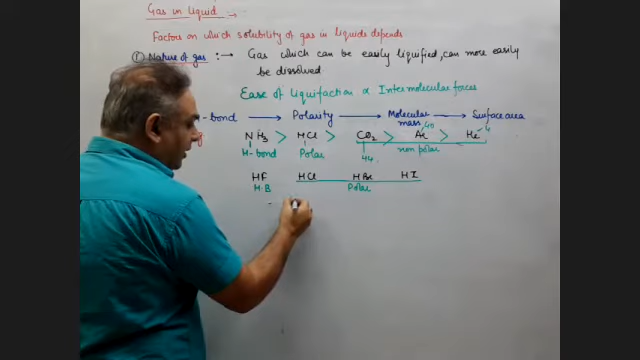 Gas in liquid :-
Factors on which solubility of gas in liquids depends
① Nature of gas :→ Gas which can be easily liquified, can more easily
be dissolved
Ease of liquifaction ∝ Intermolecular forces
H-bond → Polarity → Molecular mass → Surface area
NH3 > HCl > CO2 > Ar > He
40 4
H-bond Polar 44 non polar
HF HCl HBr HI
H.B Polar